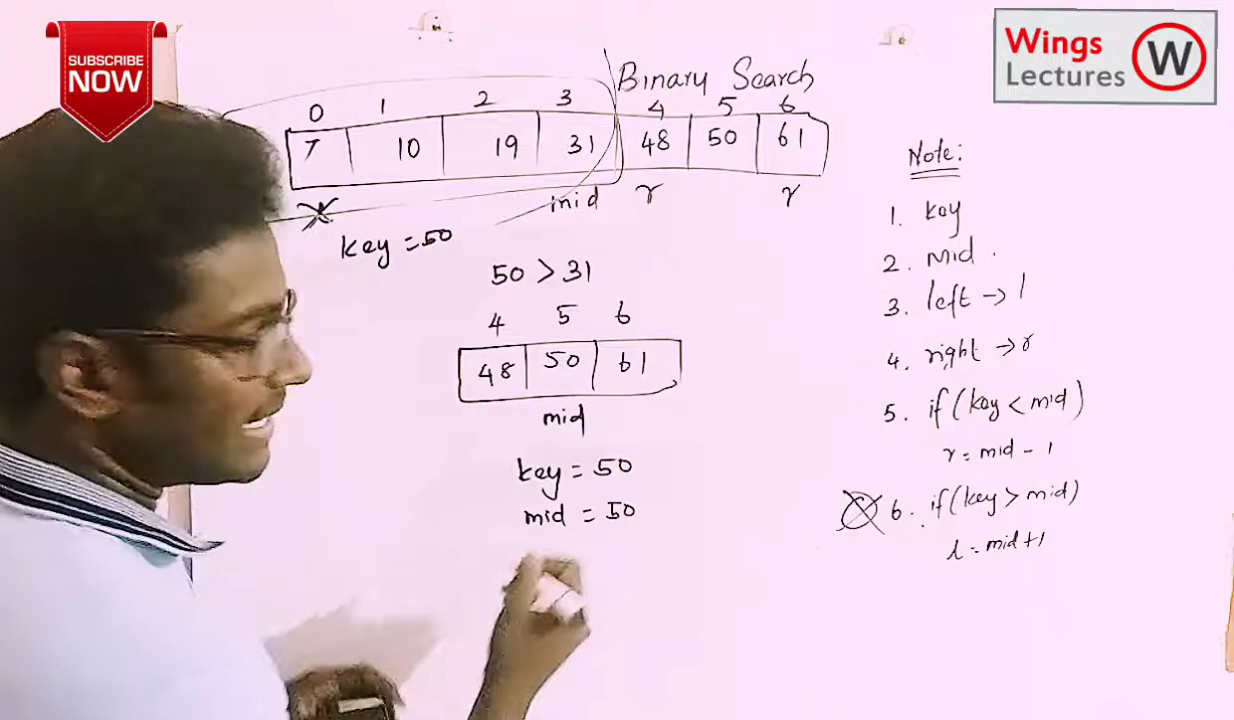 SUBSCRIBE
NOW
Wings
Lectures
W
Binary Search
0 1 2 3 4 5 6
7 10 19 31 48 50 61
mid r r
key = 50
50 > 31
4 5 6
48 50 61
mid
key = 50
mid = 50
Note:
1. key
2. mid
3. left → l
4. right → r
5. if (key < mid)
r = mid - 1
6. if (key > mid)
l = mid + 1